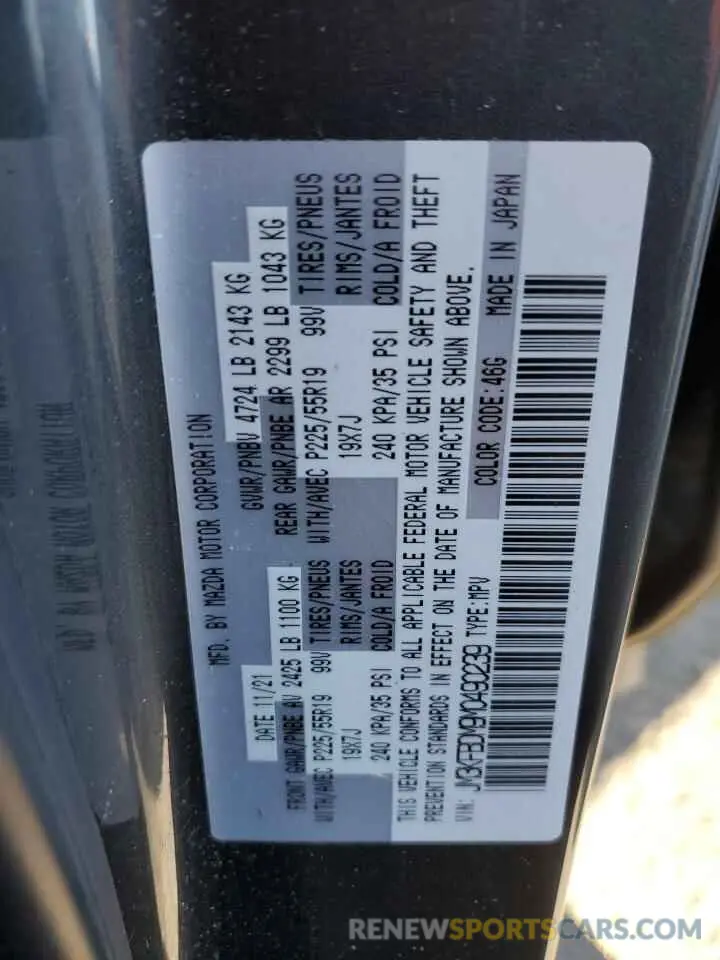 MFD. BY MAZDA MOTOR CORPORATION
DATE 11/21 GVWR/PNBV 4724 LB 2143 KG
FRONT GAWR/PNBE AV 2425 LB 1100 KG REAR GAWR/PNBE AR 2299 LB 1043 KG
WITH/AVEC P225/55R19 99V TIRES/PNEUS WITH/AVEC P225/55R19 99V TIRES/PNEUS
19X7J RIMS/JANTES 19X7J RIMS/JANTES
240 KPA/35 PSI COLD/A FROID 240 KPA/35 PSI COLD/A FROID
THIS VEHICLE CONFORMS TO ALL APPLICABLE FEDERAL MOTOR VEHICLE SAFETY AND THEFT
PREVENTION STANDARDS IN EFFECT ON THE DATE OF MANUFACTURE SHOWN ABOVE.
VIN: JM3KFBDM9M0490239 TYPE:MPV
COLOR CODE:46G MADE IN JAPAN
RENEWSPORTSCARS.COM